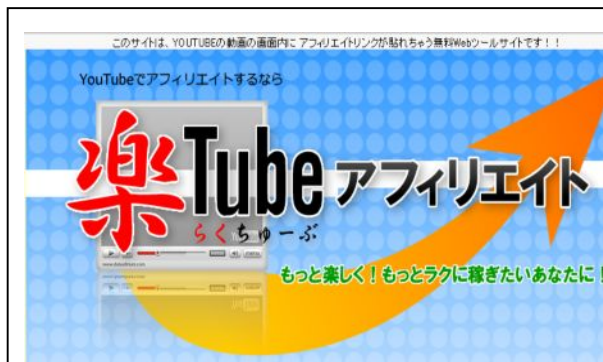 このサイトは、YOUTUBEの動画の画面内に アフィリエイトリンクが貼れちゃう無料Webツールサイトです！！
YouTubeでアフィリエイトするなら
楽Tubeアフィリエイト
らくちゅーぶ
もっと楽しく！もっとラクに稼ぎたいあなたに！